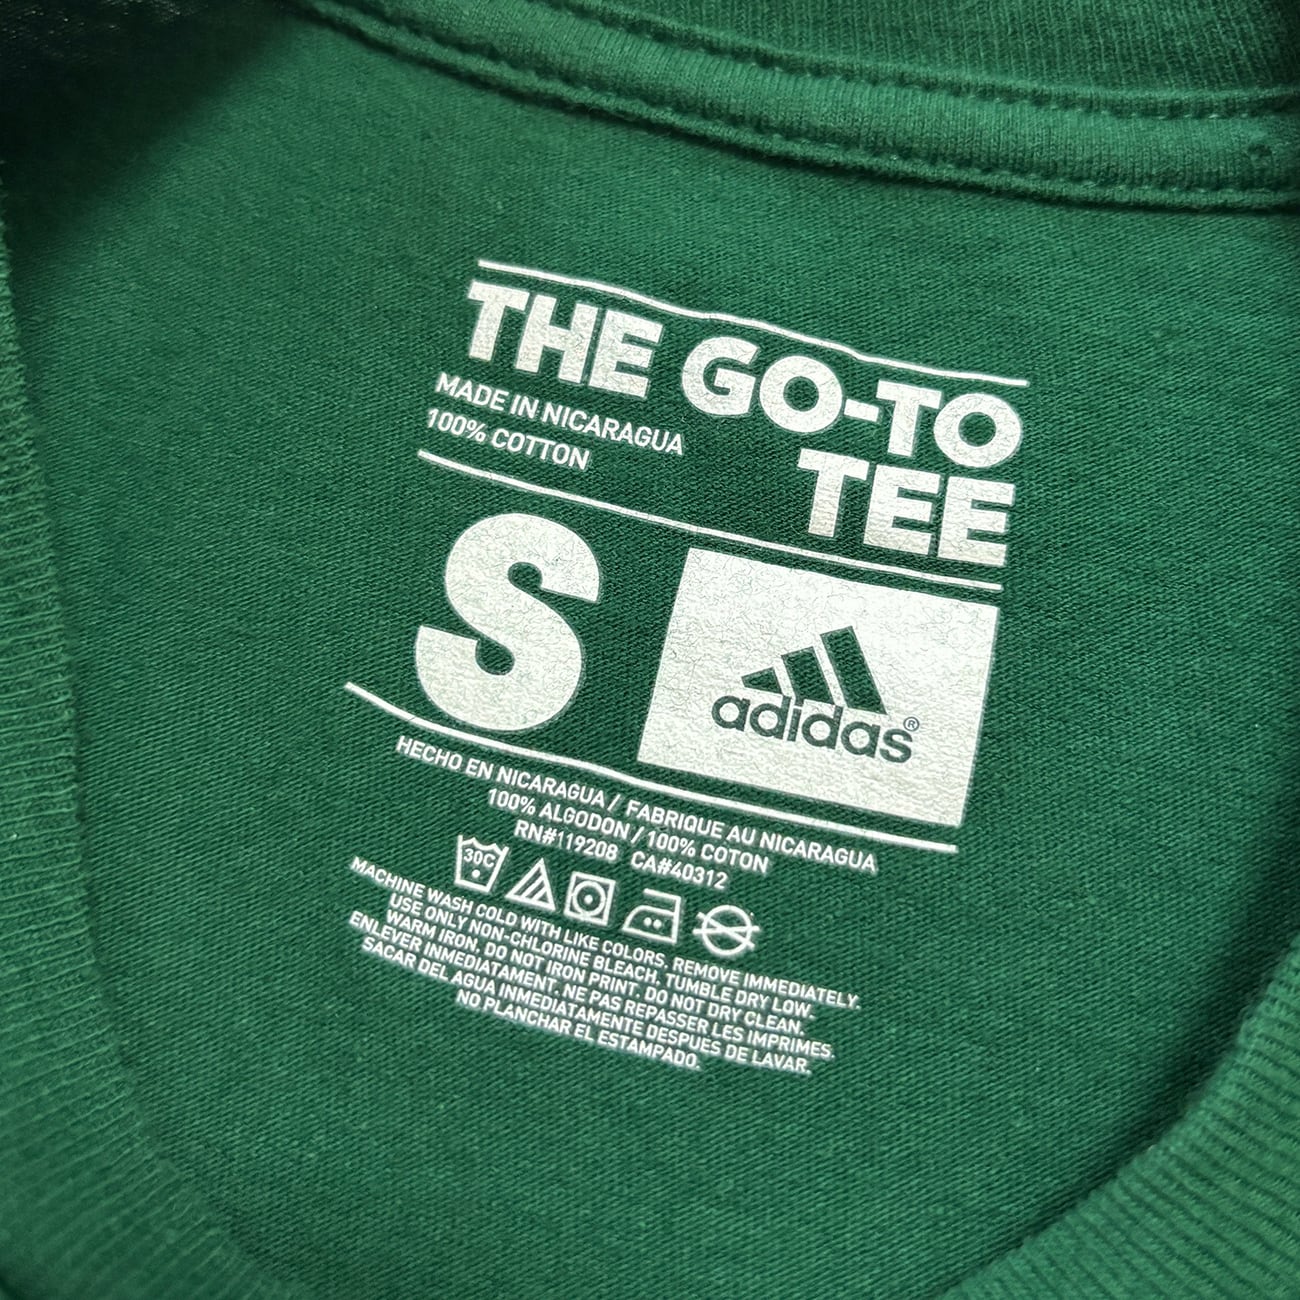 THE GO-TO
TEE
MADE IN NICARAGUA
100% COTTON
S
adidas®
HECHO EN NICARAGUA / FABRIQUE AU NICARAGUA
100% ALGODON / 100% COTON
RN#119208 CA#40312
30C
MACHINE WASH COLD WITH LIKE COLORS, REMOVE IMMEDIATELY.
USE ONLY NON-CHLORINE BLEACH, TUMBLE DRY LOW.
WARM IRON, DO NOT IRON PRINT. DO NOT DRY CLEAN.
ENLEVER INMEDIATAMENT. NE PAS REPASSER LES IMPRIMES.
SACAR DEL AGUA INMEDIATAMENTE DESPUES DE LAVAR.
NO PLANCHAR EL ESTAMPADO.